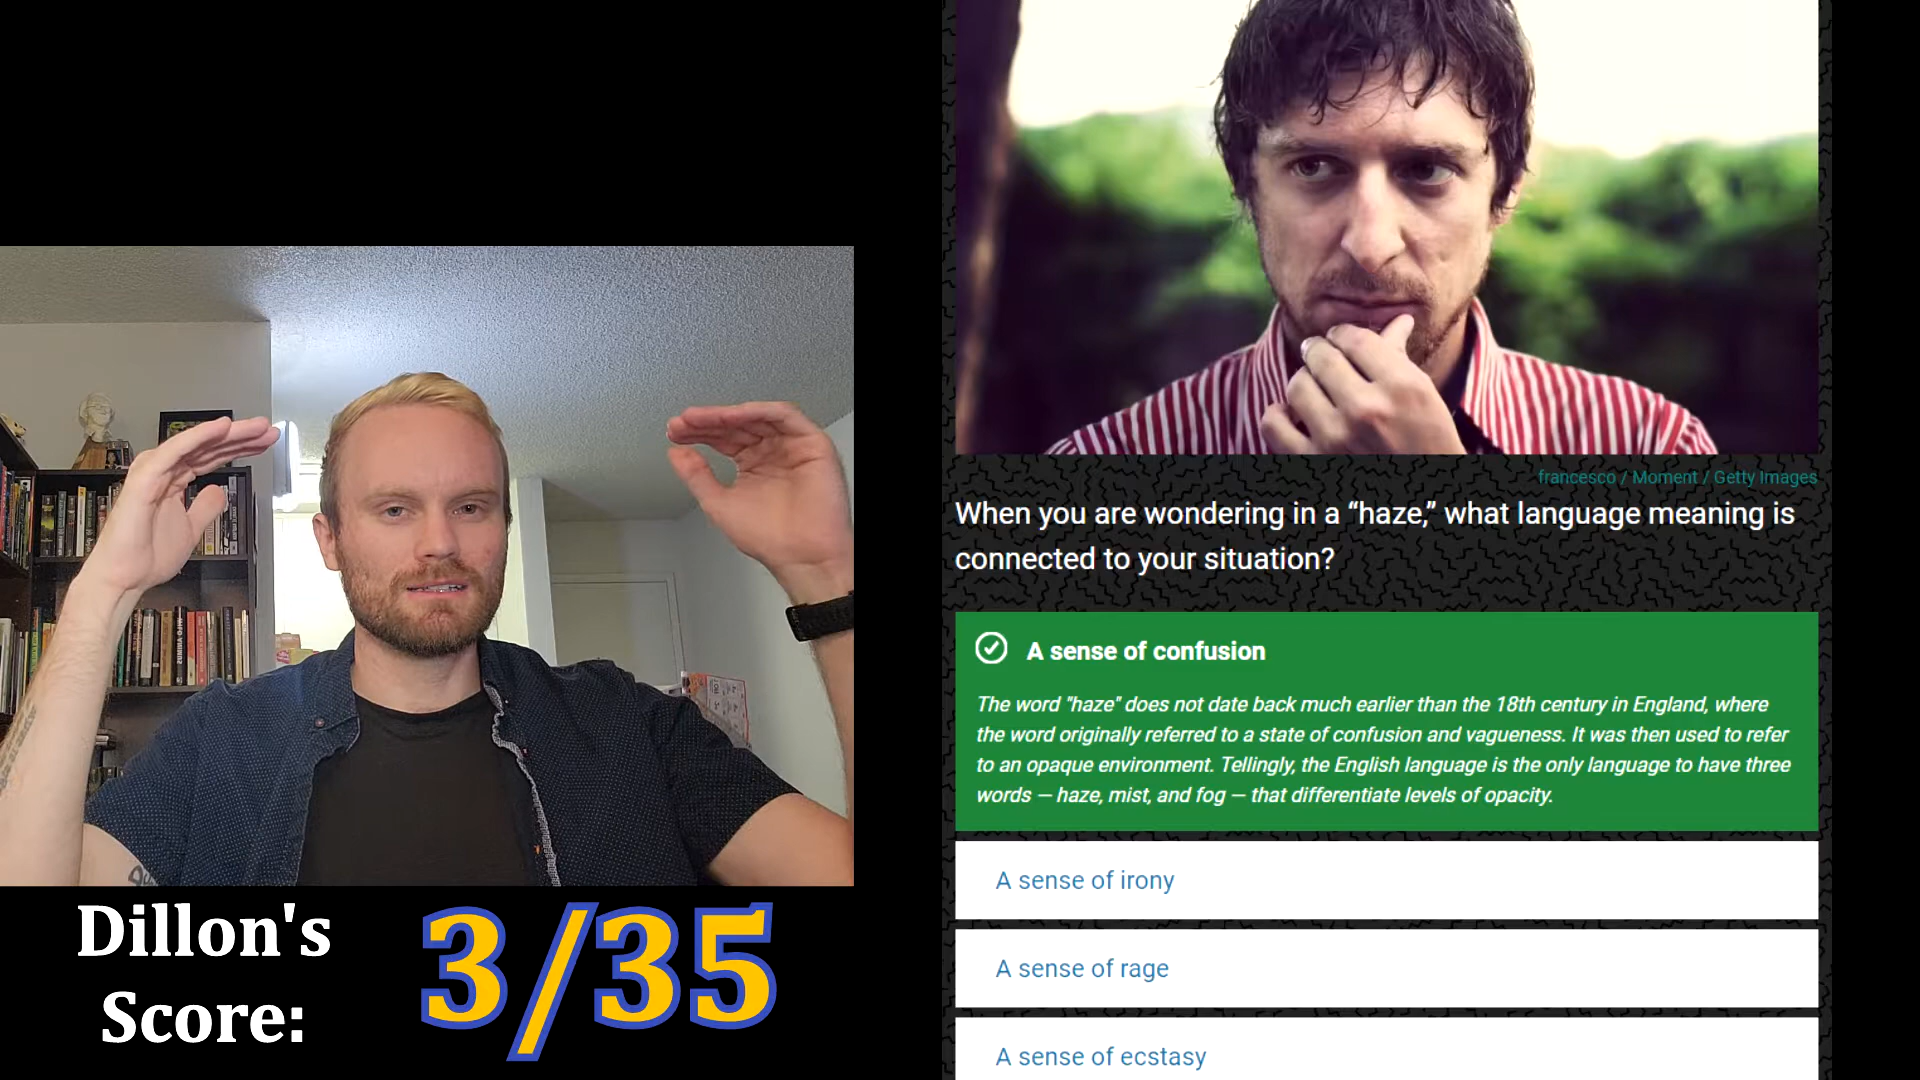 francesco / Moment / Getty Images
When you are wondering in a “haze,” what language meaning is
connected to your situation?
A sense of confusion
The word "haze" does not date back much earlier than the 18th century in England, where
the word originally referred to a state of confusion and vagueness. It was then used to refer
to an opaque environment. Tellingly, the English language is the only language to have three
words — haze, mist, and fog — that differentiate levels of opacity.
A sense of irony
A sense of rage
A sense of ecstasy
Dillon's
Score:
3/35